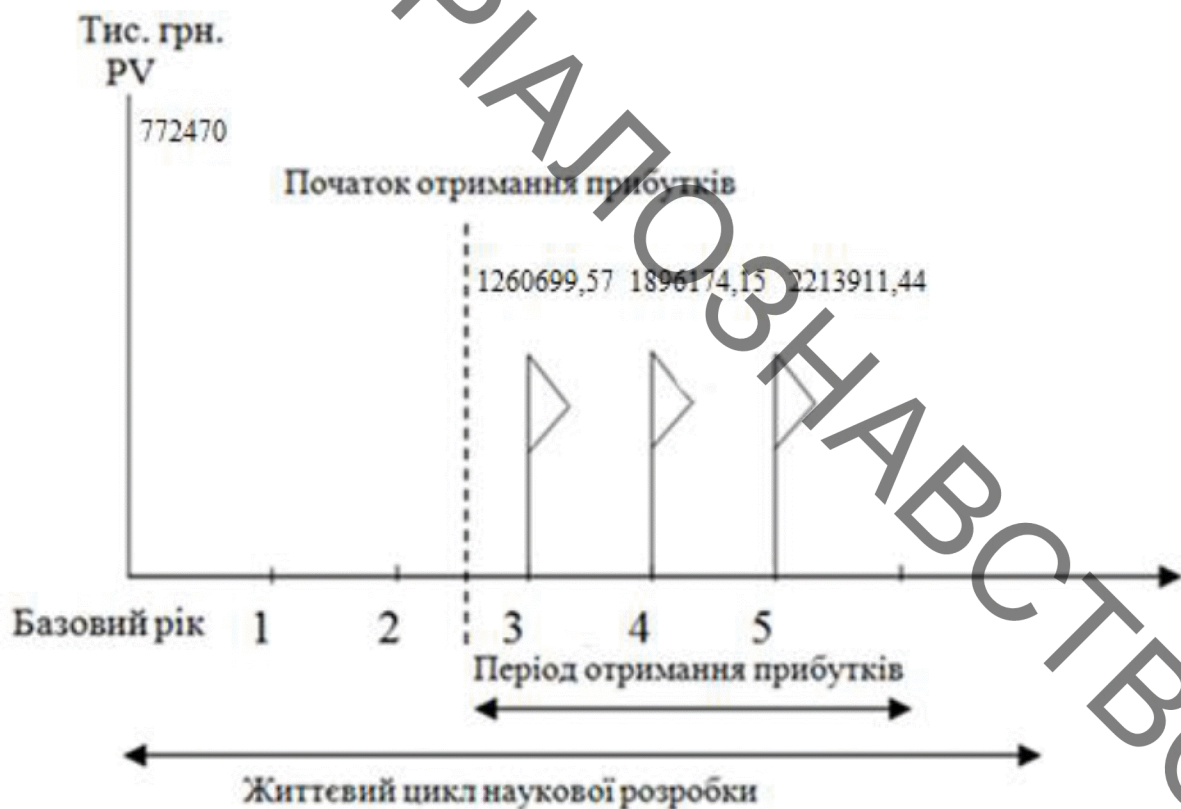 Тис. грн.
PV
772470
Початок отримання прибутків
1260699,57 1896174,15 2213911,44
Базовий рік 1 2 3 4 5
Період отримання прибутків
Життєвий цикл наукової розробки
РІАЛОЗНАВСТВО